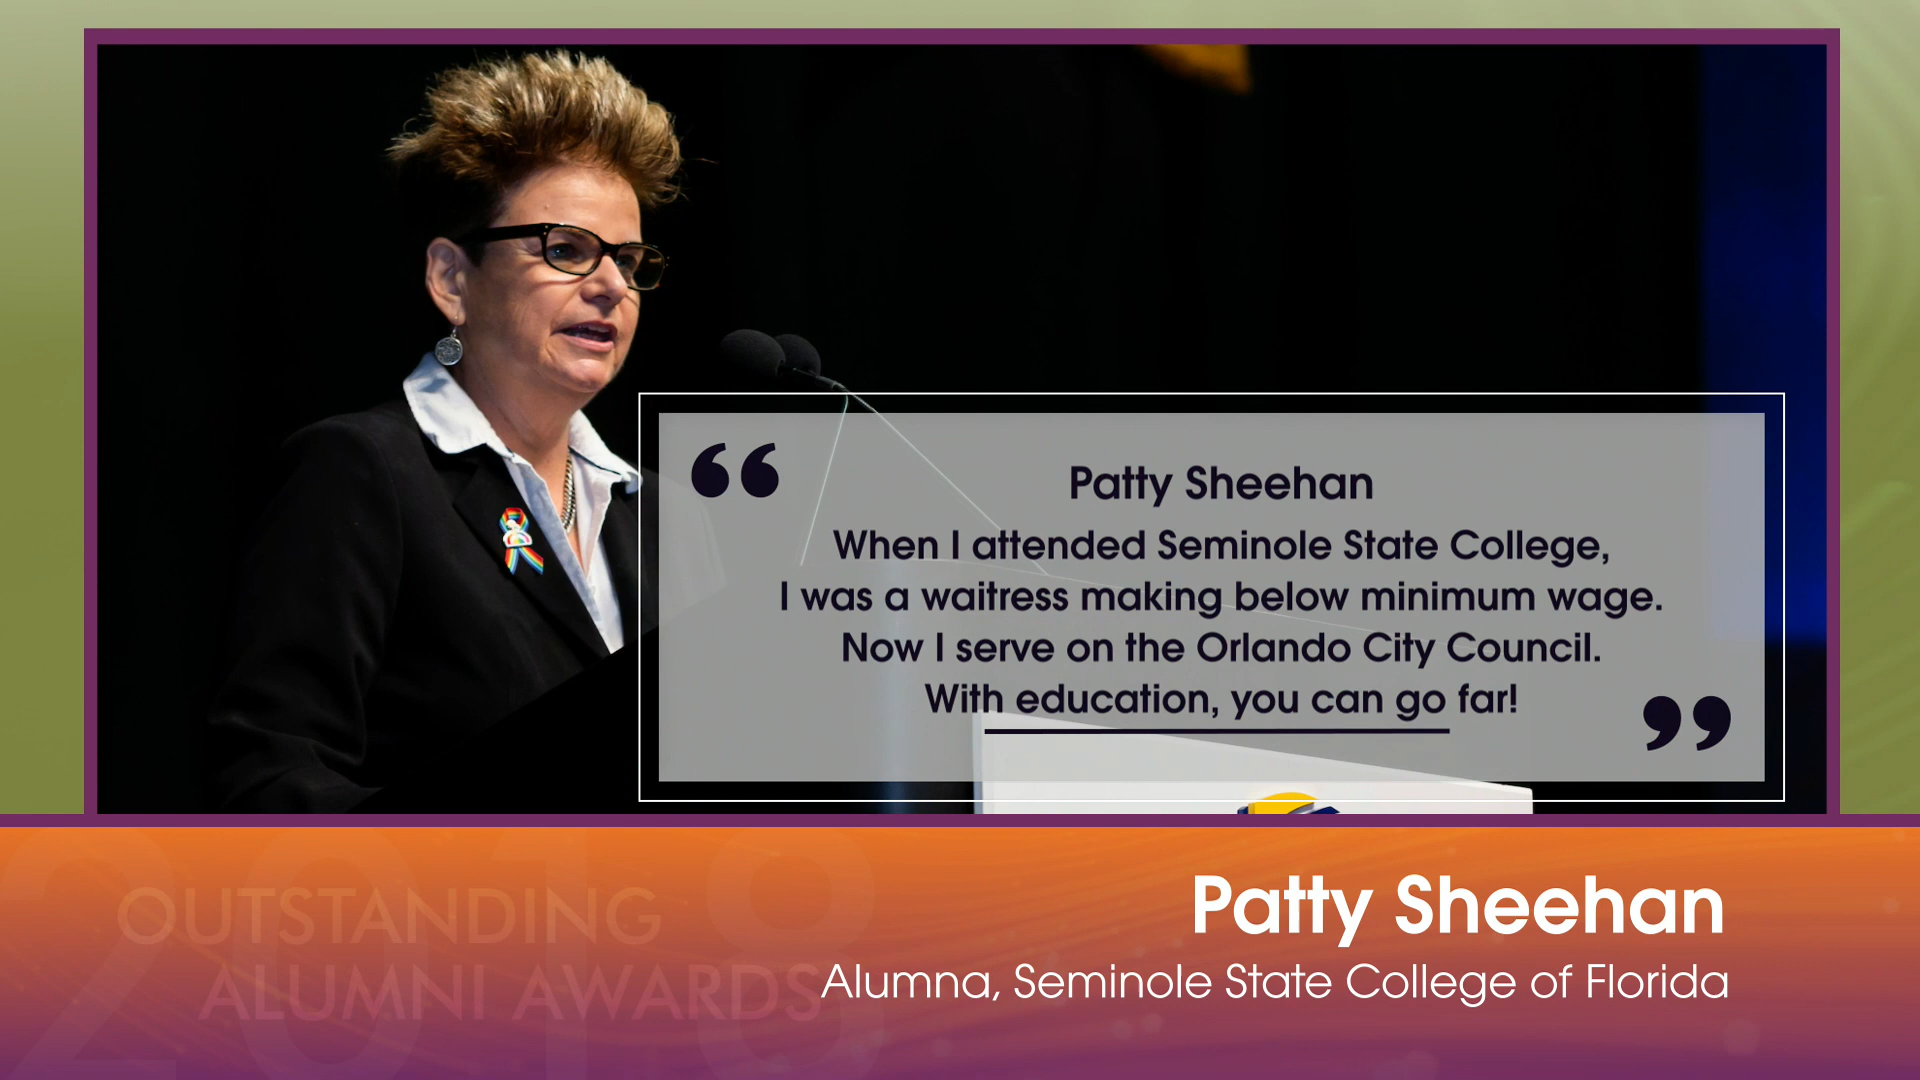 “
Patty Sheehan
When I attended Seminole State College,
I was a waitress making below minimum wage.
Now I serve on the Orlando City Council.
With education, you can go far!
”
2018
OUTSTANDING
ALUMNI AWARDS
Patty Sheehan
Alumna, Seminole State College of Florida